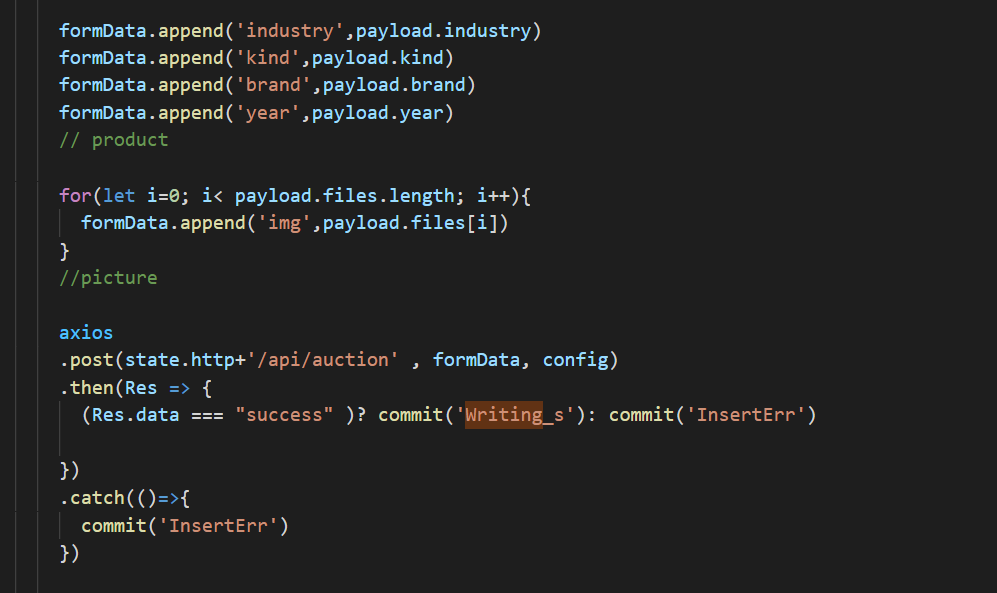 formData.append('industry',payload.industry)
formData.append('kind',payload.kind)
formData.append('brand',payload.brand)
formData.append('year',payload.year)
// product
for(let i=0; i< payload.files.length; i++){
formData.append('img',payload.files[i])
}
//picture
axios
.post(state.http+'/api/auction' , formData, config)
.then(Res => {
(Res.data === "success" )? commit('Writing_s'): commit('InsertErr')
})
.catch(()=>{
commit('InsertErr')
})